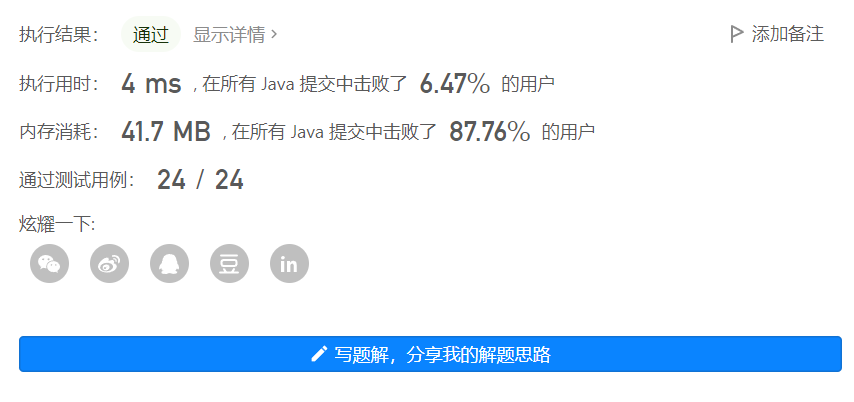 执行结果： 通过 显示详情 > 添加备注
执行用时： 4 ms , 在所有 Java 提交中击败了 6.47% 的用户
内存消耗： 41.7 MB , 在所有 Java 提交中击败了 87.76% 的用户
通过测试用例： 24 / 24
炫耀一下:
豆 in
写题解，分享我的解题思路